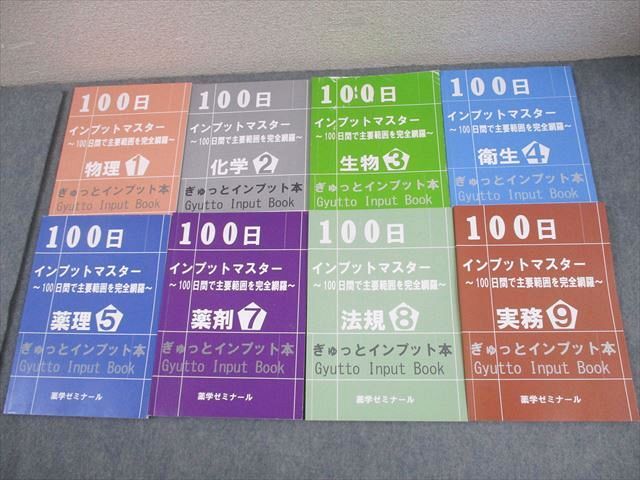 100日
インプットマスター
～100日間で主要範囲を完全網羅～
物理 1
ぎゅっとインプット本
Gyutto Input Book
100日
インプットマスター
～100日間で主要範囲を完全網羅～
化学 2
ぎゅっとインプット本
Gyutto Input Book
100日
インプットマスター
～100日間で主要範囲を完全網羅～
生物 3
ぎゅっとインプット本
Gyutto Input Book
100日
インプットマスター
～100日間で主要範囲を完全網羅～
衛生 4
ぎゅっとインプット本
Gyutto Input Book
100日
インプットマスター
～100日間で主要範囲を完全網羅～
薬理 5
ぎゅっとインプット本
Gyutto Input Book
薬学ゼミナール
100日
インプットマスター
～100日間で主要範囲を完全網羅～
薬剤 7
ぎゅっとインプット本
Gyutto Input Book
薬学ゼミナール
100日
インプットマスター
～100日間で主要範囲を完全網羅～
法規 8
ぎゅっとインプット本
Gyutto Input Book
薬学ゼミナール
100日
インプットマスター
～100日間で主要範囲を完全網羅～
実務 9
ぎゅっとインプット本
Gyutto Input Book
薬学ゼミナール